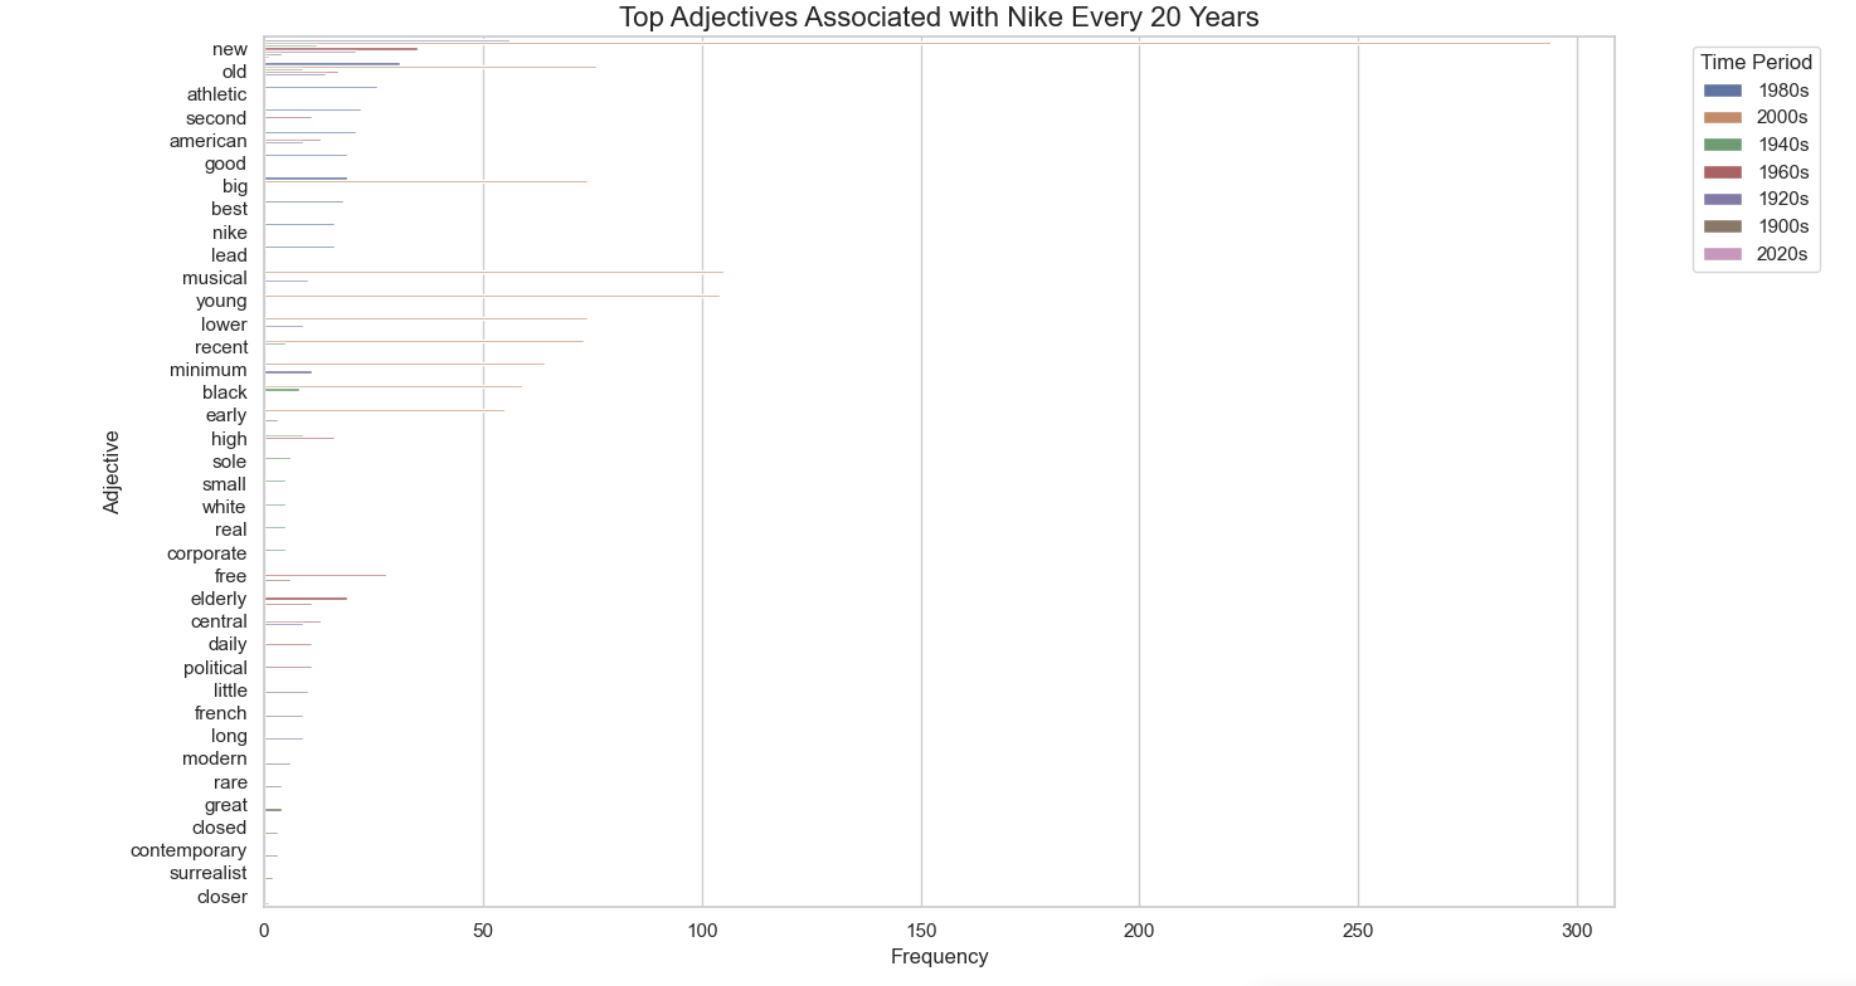 Top Adjectives Associated with Nike Every 20 Years
Adjective
new
old
athletic
second
american
good
big
best
nike
lead
musical
young
lower
recent
minimum
black
early
high
sole
small
white
real
corporate
free
elderly
central
daily
political
little
french
long
modern
rare
great
closed
contemporary
surrealist
closer
0 50 100 150 200 250 300
Frequency
Time Period
1980s
2000s
1940s
1960s
1920s
1900s
2020s